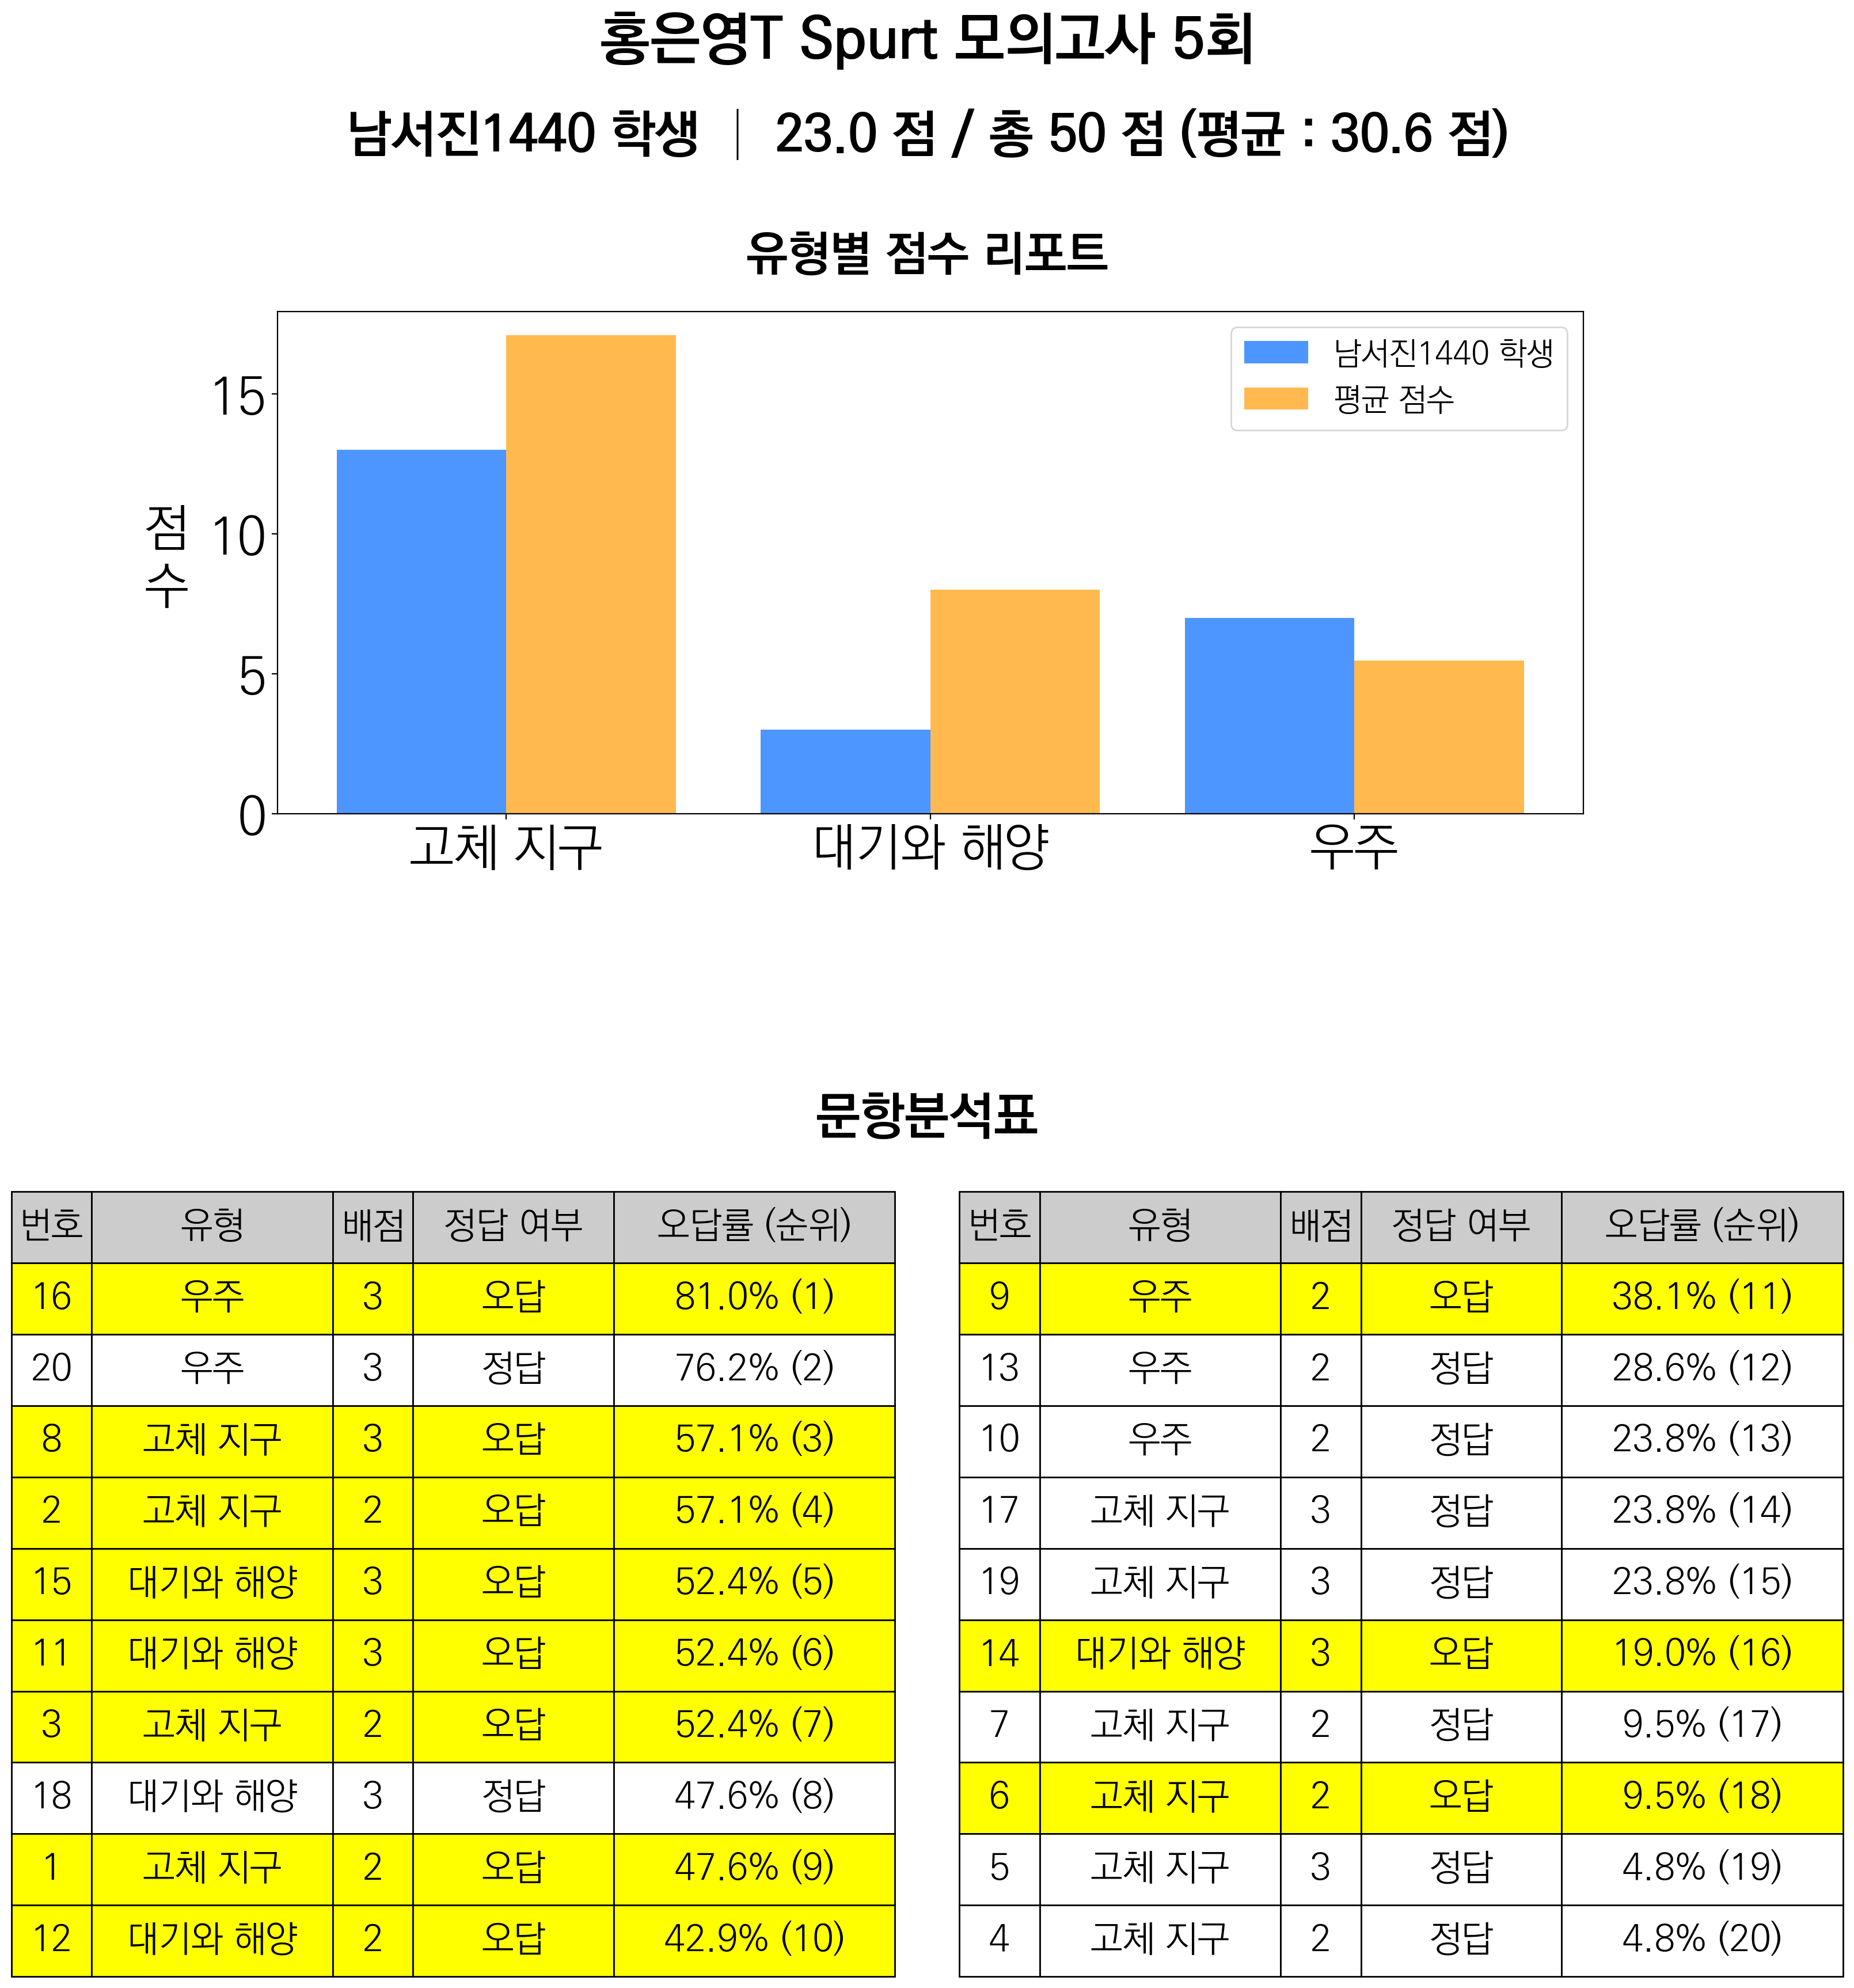 홍은영T Spurt 모의고사 5회
남서진1440 학생 │ 23.0 점 / 총 50 점 (평균 : 30.6 점)
유형별 점수 리포트
남서진1440 학생
평균 점수
점수
15
10
5
0
고체 지구 대기와 해양 우주
문항분석표
번호 유형 배점 정답 여부 오답률 (순위)
16 우주 3 오답 81.0% (1)
20 우주 3 정답 76.2% (2)
8 고체 지구 3 오답 57.1% (3)
2 고체 지구 2 오답 57.1% (4)
15 대기와 해양 3 오답 52.4% (5)
11 대기와 해양 3 오답 52.4% (6)
3 고체 지구 2 오답 52.4% (7)
18 대기와 해양 3 정답 47.6% (8)
1 고체 지구 2 오답 47.6% (9)
12 대기와 해양 2 오답 42.9% (10)
번호 유형 배점 정답 여부 오답률 (순위)
9 우주 2 오답 38.1% (11)
13 우주 2 정답 28.6% (12)
10 우주 2 정답 23.8% (13)
17 고체 지구 3 정답 23.8% (14)
19 고체 지구 3 정답 23.8% (15)
14 대기와 해양 3 오답 19.0% (16)
7 고체 지구 2 정답 9.5% (17)
6 고체 지구 2 오답 9.5% (18)
5 고체 지구 3 정답 4.8% (19)
4 고체 지구 2 정답 4.8% (20)